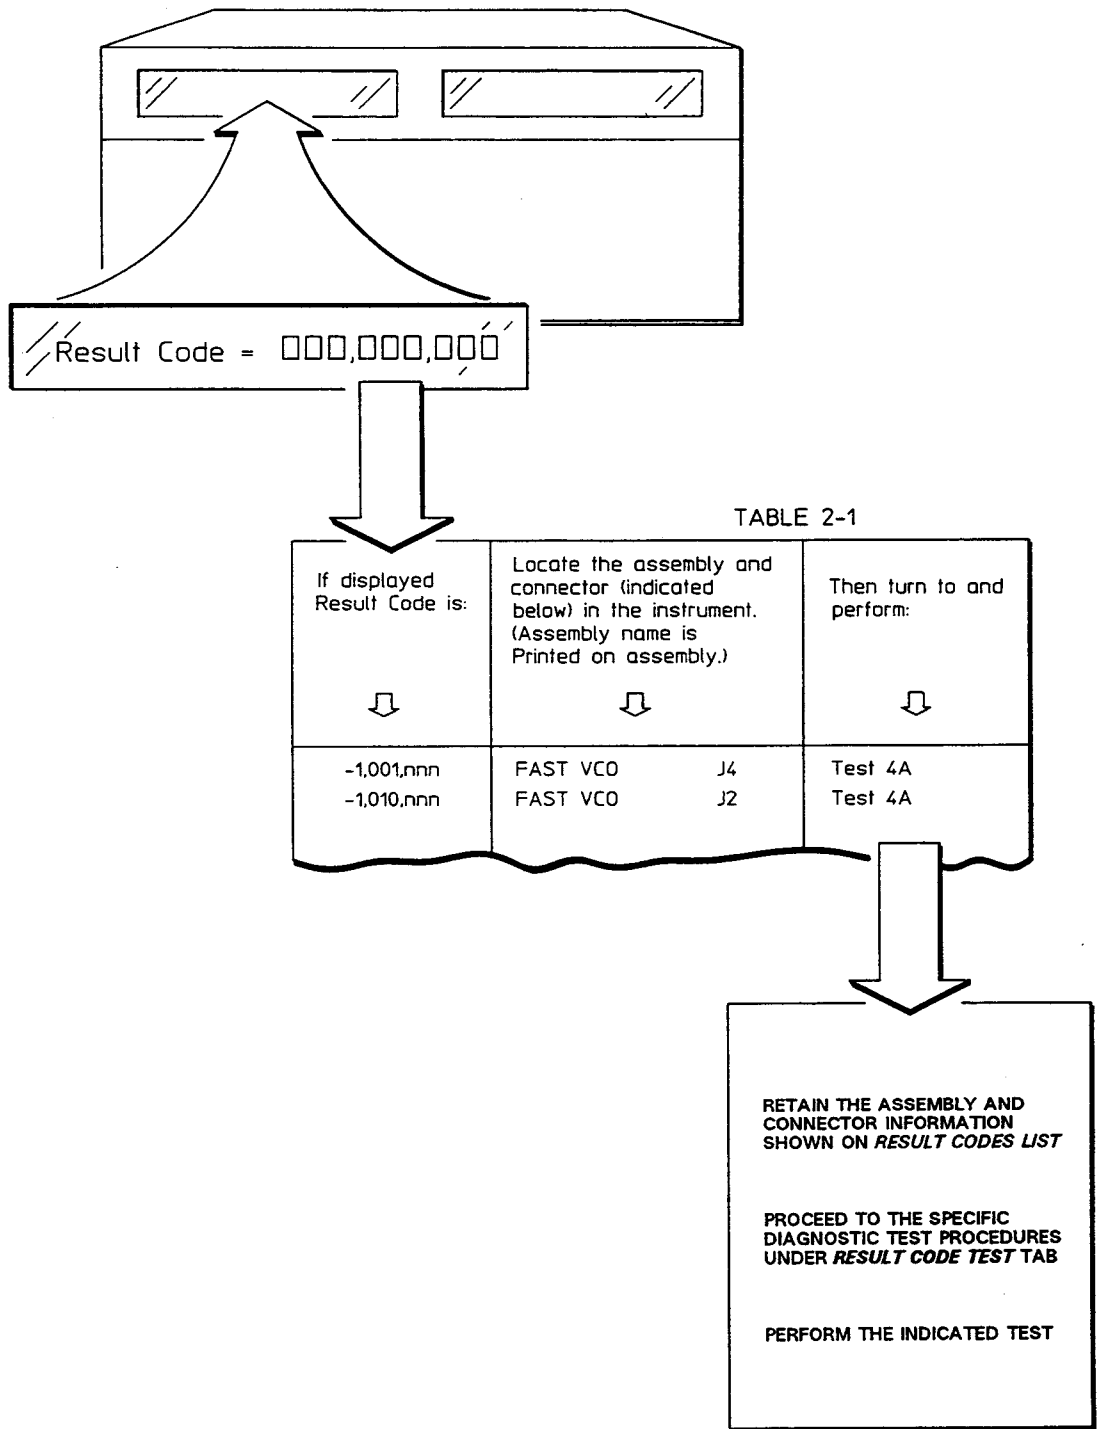 Result Code = 000,000,000
TABLE 2-1
If displayed
Result Code is:
Locate the assembly and
connector (indicated
below) in the instrument.
(Assembly name is
Printed on assembly.)
Then turn to and
perform:
-1,001,nnn FAST VCO J4 Test 4A
-1,010,nnn FAST VCO J2 Test 4A
RETAIN THE ASSEMBLY AND
CONNECTOR INFORMATION
SHOWN ON RESULT CODES LIST
PROCEED TO THE SPECIFIC
DIAGNOSTIC TEST PROCEDURES
UNDER RESULT CODE TEST TAB
PERFORM THE INDICATED TEST